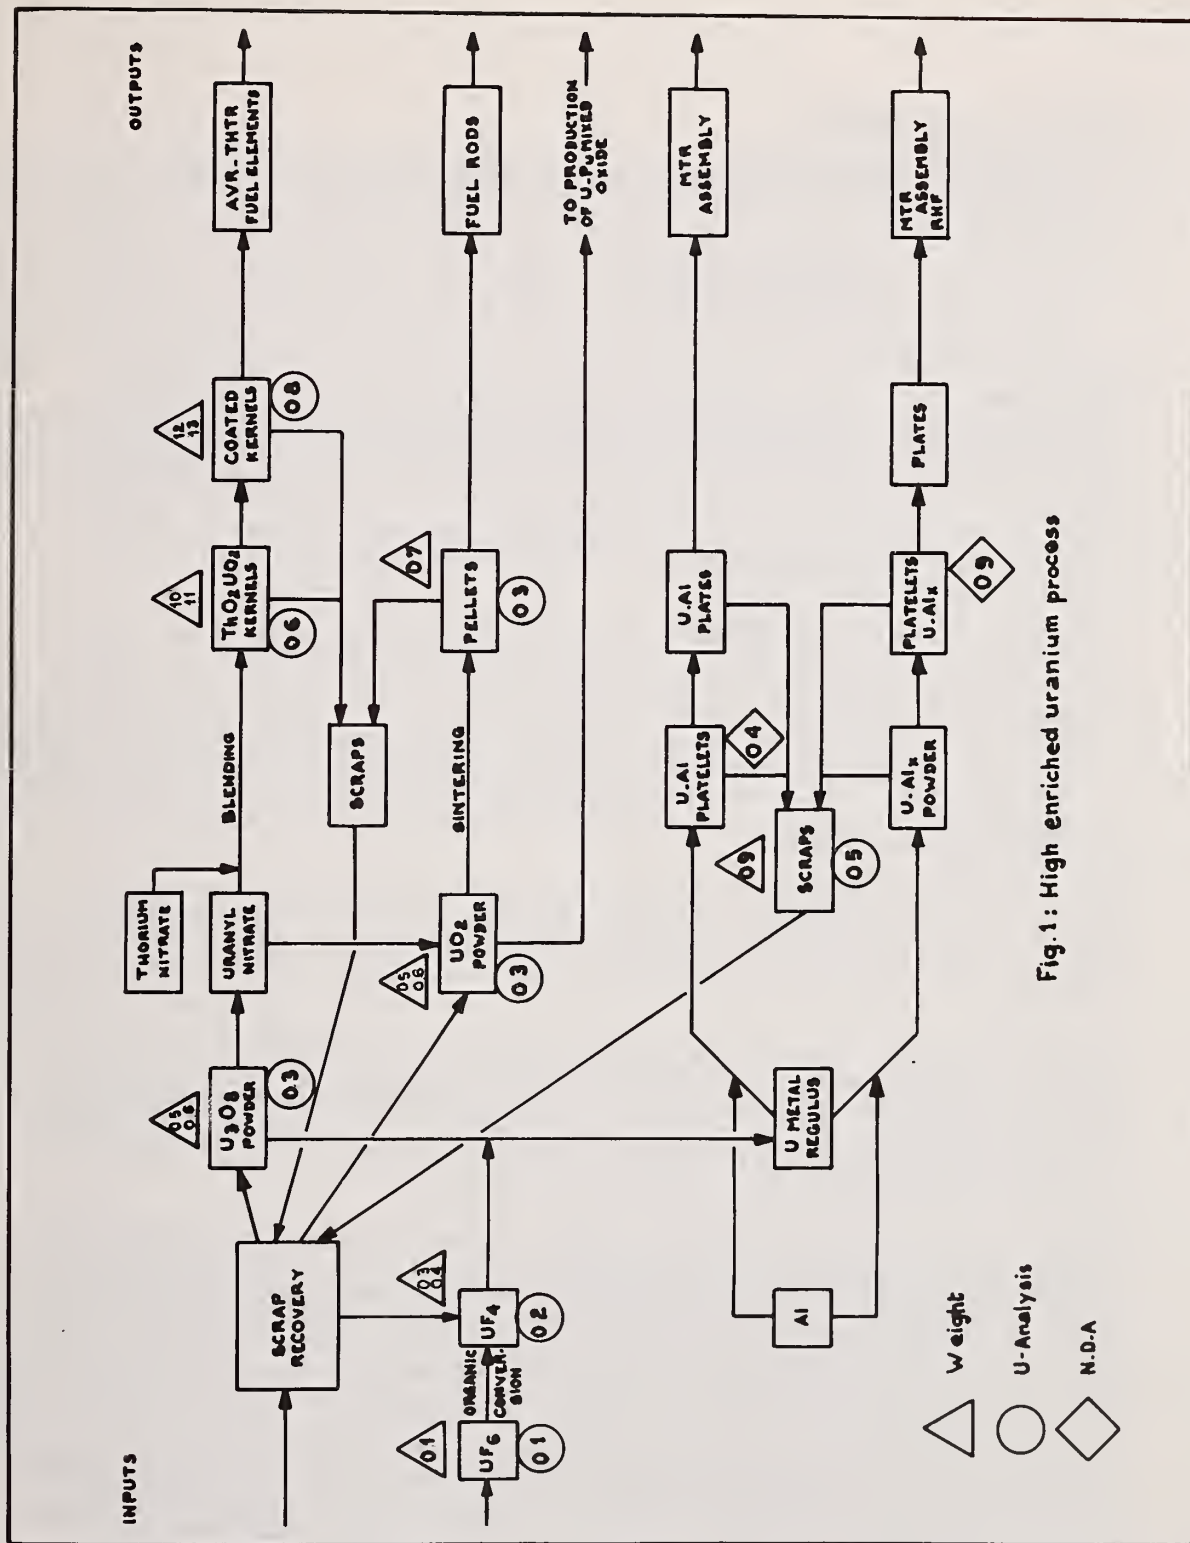 INPUTS
OUTPUTS
SCRAP
RECOVERY
05
06
U3O8
POWDER
03
THORIUM
NITRATE
URANYL
NITRATE
BLENDING
10
11
ThO2UO2
KERNELS
06
12
13
COATED
KERNELS
08
AVR-THTR
FUEL ELEMENTS
SCRAPS
01
UF6
01
ORGANIC
CONVER-
SION
03
04
UF4
02
05
06
UO2
POWDER
03
SINTERING
07
PELLETS
03
FUEL RODS
TO PRODUCTION
OF U-Pu MIXED
OXIDE
Al
U METAL
REGULUS
U.Al
PLATELETS
04
U.Al
PLATES
MTR
ASSEMBLY
09
SCRAPS
05
U-Alx
POWDER
PLATELETS
U.Alx
09
PLATES
MTR
ASSEMBLY
RHF
Weight
U-Analysis
N.D.A
Fig.1: High enriched uranium process